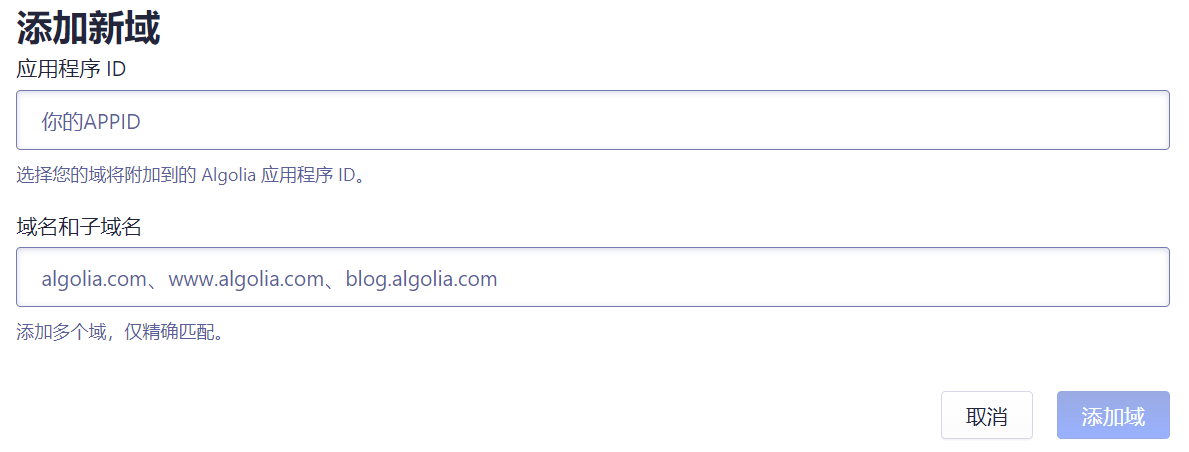 添加新域
应用程序 ID
你的APPID
选择您的域将附加到的 Algolia 应用程序 ID。
域名和子域名
algolia.com、www.algolia.com、blog.algolia.com
添加多个域，仅精确匹配。
取消
添加域